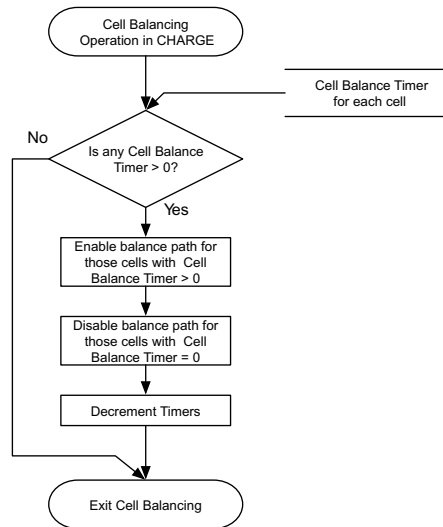 Cell Balancing
Operation in CHARGE
Cell Balance Timer
for each cell
No
Is any Cell Balance
Timer > 0?
Yes
Enable balance path for
those cells with Cell
Balance Timer > 0
Disable balance path for
those cells with Cell
Balance Timer = 0
Decrement Timers
Exit Cell Balancing